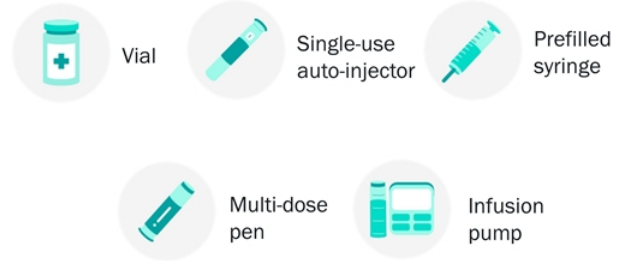 Vial
Single-use
auto-injector
Prefilled
syringe
Multi-dose
pen
Infusion
pump